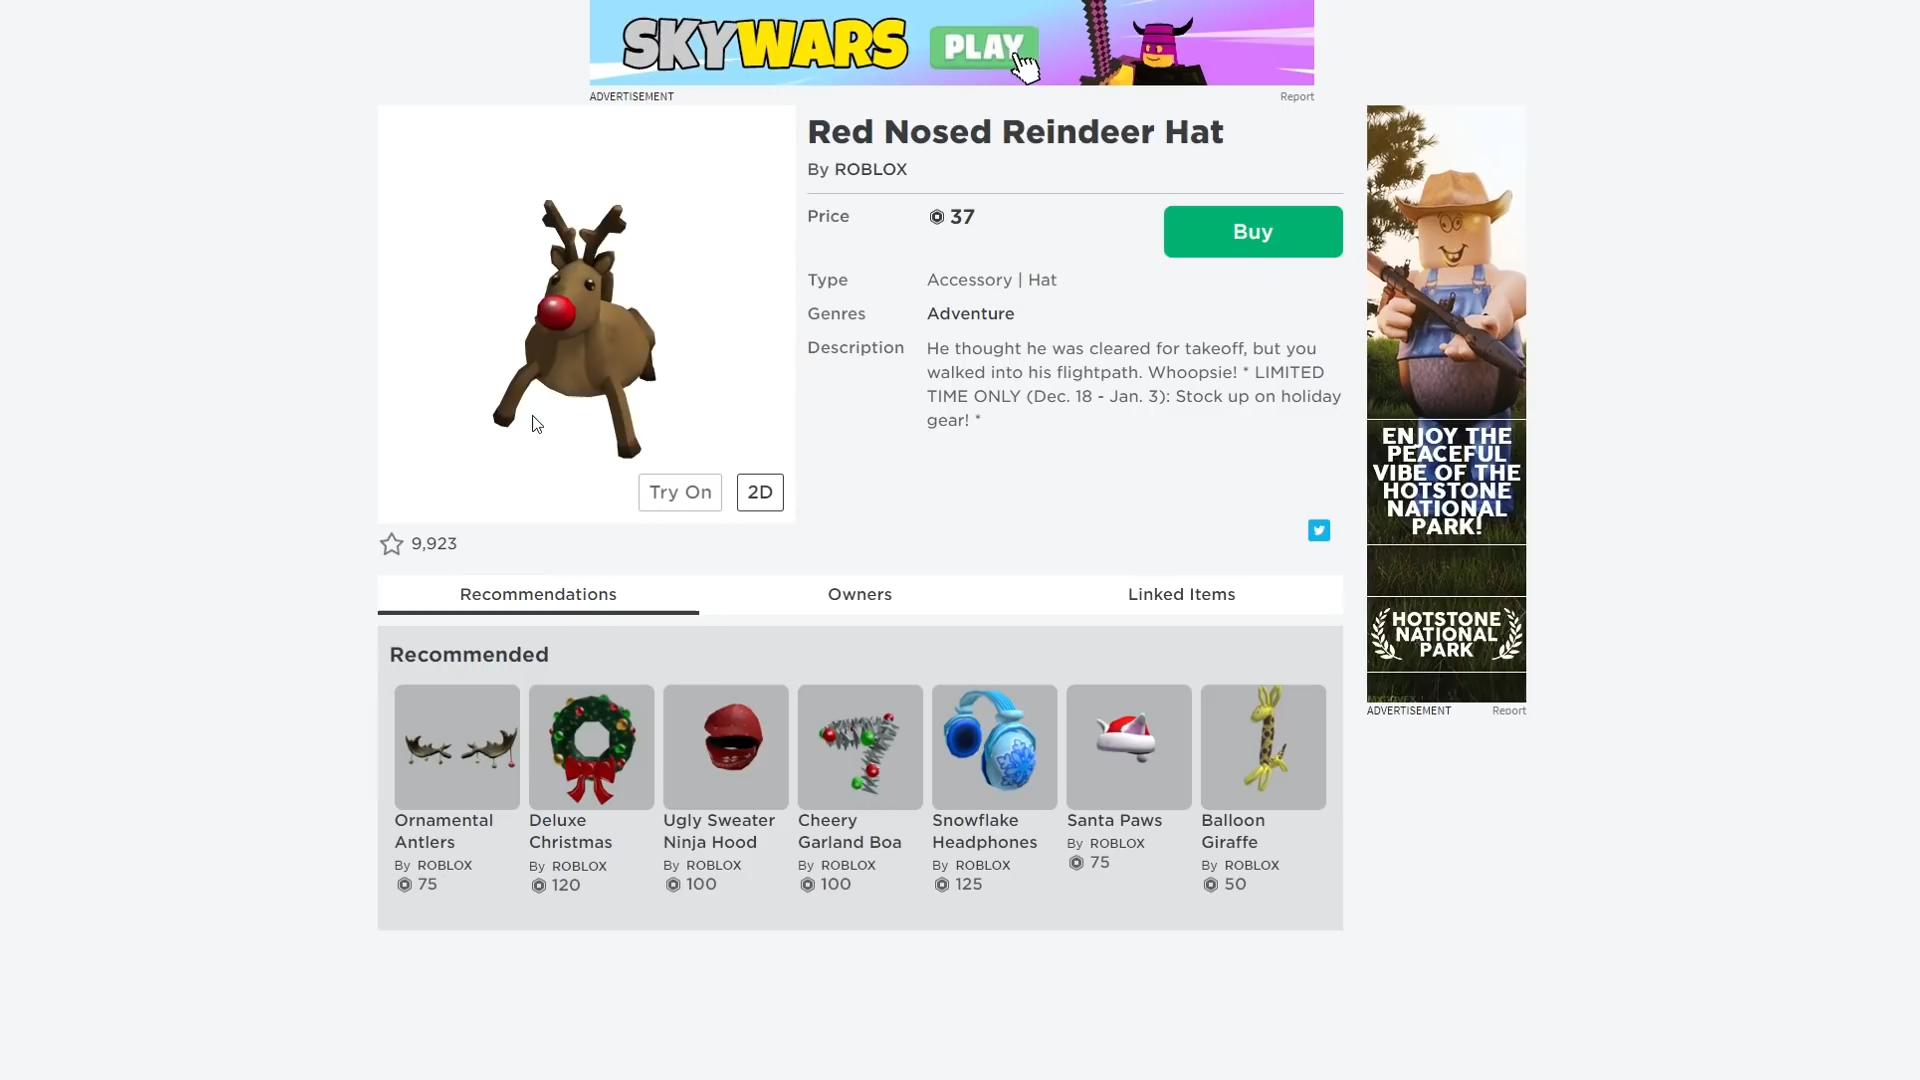 SKYWARS PLAY
ADVERTISEMENT Report
Red Nosed Reindeer Hat
By ROBLOX
Price 37 Buy
Type Accessory | Hat
Genres Adventure
Description He thought he was cleared for takeoff, but you
walked into his flightpath. Whoopsie! * LIMITED
TIME ONLY (Dec. 18 - Jan. 3): Stock up on holiday
gear! *
Try On 2D
9,923
Recommendations Owners Linked Items
Recommended
Ornamental
Antlers
By ROBLOX
75
Deluxe
Christmas
By ROBLOX
120
Ugly Sweater
Ninja Hood
By ROBLOX
100
Cheery
Garland Boa
By ROBLOX
100
Snowflake
Headphones
By ROBLOX
125
Santa Paws
By ROBLOX
75
Balloon
Giraffe
By ROBLOX
50
ENJOY THE
PEACEFUL
VIBE OF THE
HOTSTONE
NATIONAL
PARK!
HOTSTONE
NATIONAL
PARK
ADVERTISEMENT Report